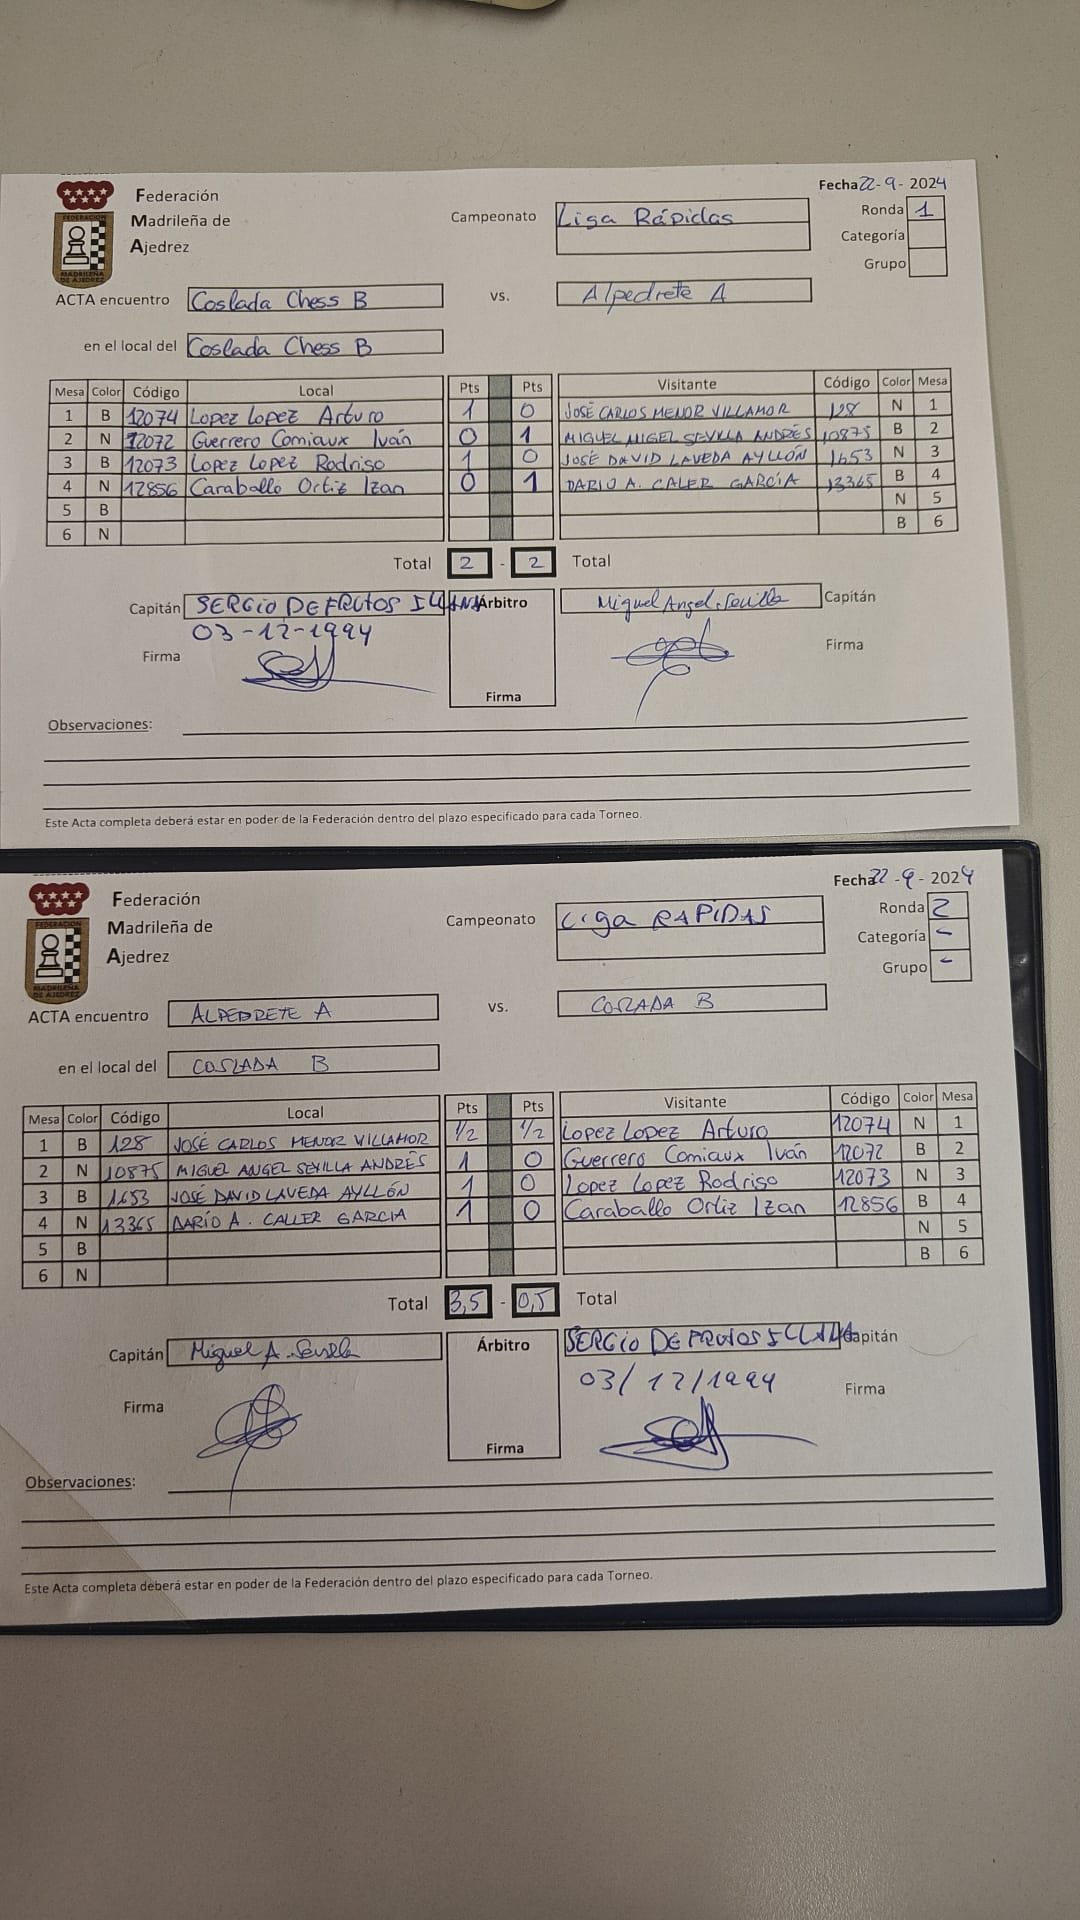 Federación
Madrileña de
Ajedrez
FEDERACION
MADRILEÑA
DE AJEDREZ
Fecha 22-9-2024
Campeonato Liga Rápidas
Ronda 1
Categoría
Grupo
ACTA encuentro Coslada Chess B vs. Alpedrete A
en el local del Coslada Chess B
Mesa Color Código Local Pts Pts Visitante Código Color Mesa
1 B 12074 Lopez Lopez Arturo 1 0 JOSÉ CARLOS MENOR VILLAMOR 128 N 1
2 N 12072 Guerrero Comiaux Iván 0 1 MIGUEL ANGEL SEVILLA ANDRÉS 10875 B 2
3 B 12073 Lopez Lopez Rodrigo 1 0 JOSÉ DAVID LAVEDA AYLLÓN 1653 N 3
4 N 12856 Caraballo Ortiz Izan 0 1 DARIO A. CALER GARCÍA 13365 B 4
5 B N 5
6 N B 6
Total 2 - 2 Total
Capitán SERGIO DE FRUTOS ILLANA Árbitro Miguel Angel Sevilla Capitán
03-12-1994
Firma Firma
Firma
Observaciones:
Este Acta completa deberá estar en poder de la Federación dentro del plazo especificado para cada Torneo.
Federación
Madrileña de
Ajedrez
FEDERACION
MADRILEÑA
DE AJEDREZ
Fecha 22-9-2024
Campeonato Liga RAPIDAS
Ronda 2
Categoría -
Grupo -
ACTA encuentro ALPEDRETE A vs. COSLADA B
en el local del COSLADA B
Mesa Color Código Local Pts Pts Visitante Código Color Mesa
1 B 128 JOSÉ CARLOS MENOR VILLAMOR 1/2 1/2 Lopez Lopez Arturo 12074 N 1
2 N 10875 MIGUEL ANGEL SEVILLA ANDRÉS 1 0 Guerrero Comiaux Iván 12072 B 2
3 B 1653 JOSÉ DAVID LAVEDA AYLLÓN 1 0 Lopez Lopez Rodrigo 12073 N 3
4 N 13365 DARÍO A. CALLER GARCIA 1 0 Caraballo Ortiz Izan 12856 B 4
5 B N 5
6 N B 6
Total 3,5 - 0,5 Total
Capitán Miguel A. Sevilla Árbitro SERGIO DE FRUTOS ILLANA Capitán
03/12/1994
Firma Firma
Firma
Observaciones:
Este Acta completa deberá estar en poder de la Federación dentro del plazo especificado para cada Torneo.